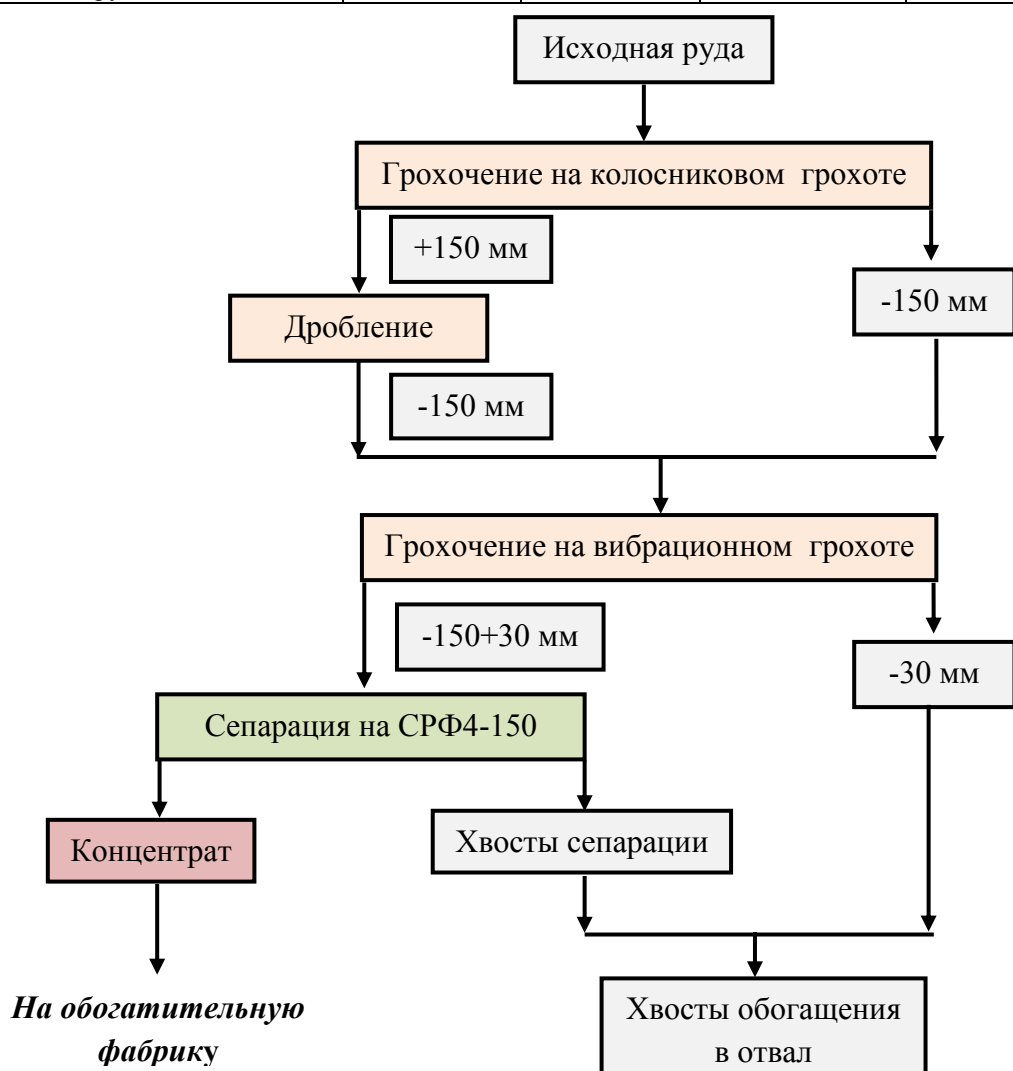 Исходная руда
Грохочение на колосниковом грохоте
+150 мм
-150 мм
Дробление
-150 мм
Грохочение на вибрационном грохоте
-150+30 мм
-30 мм
Сепарация на СРФ4-150
Концентрат
Хвосты сепарации
На обогатительную
фабрику
Хвосты обогащения
в отвал